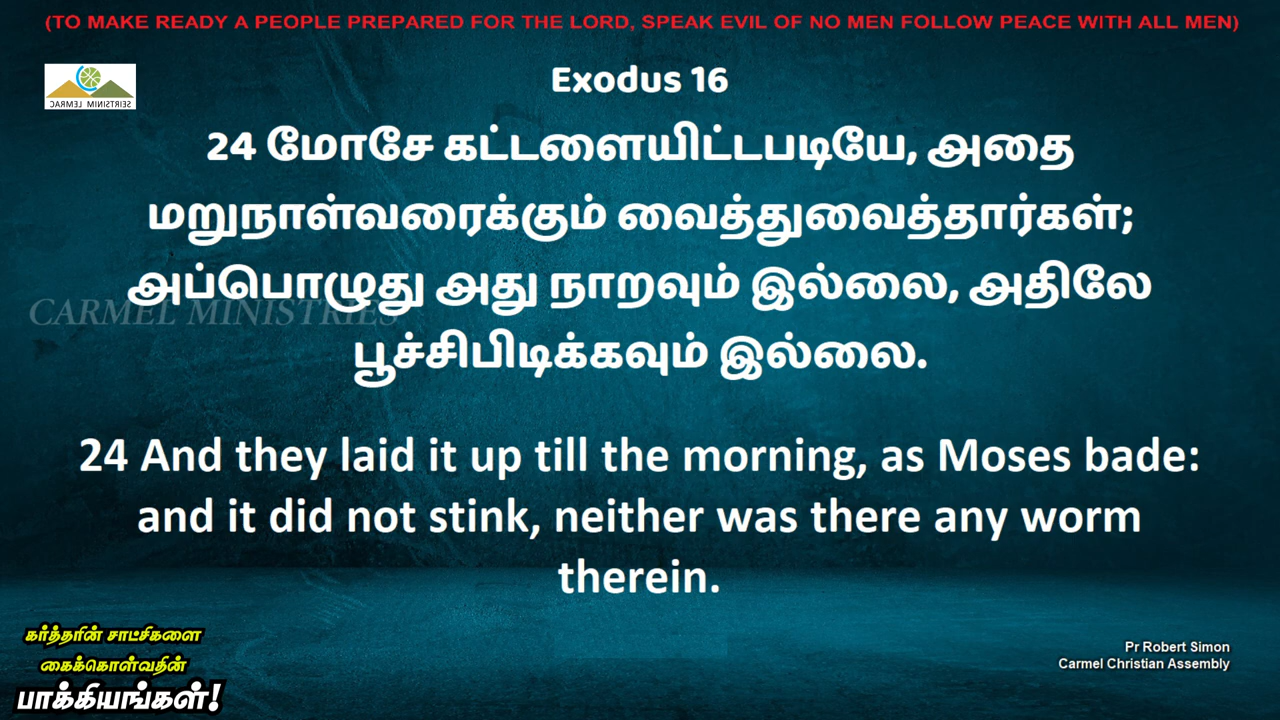 (TO MAKE READY A PEOPLE PREPARED FOR THE LORD, SPEAK EVIL OF NO MEN FOLLOW PEACE WITH ALL MEN)
CARMEL MINISTRIES
Exodus 16
24 மோசே கட்டளையிட்டபடியே, அதை
மறுநாள்வரைக்கும் வைத்துவைத்தார்கள்;
அப்பொழுது அது நாறவும் இல்லை, அதிலே
CARMEL MINISTRIES
பூச்சிபிடிக்கவும் இல்லை.
24 And they laid it up till the morning, as Moses bade:
and it did not stink, neither was there any worm
therein.
கர்த்தரின் சாட்சிகளை
கைக்கொள்வதின்
பாக்கியங்கள்!
Pr Robert Simon
Carmel Christian Assembly